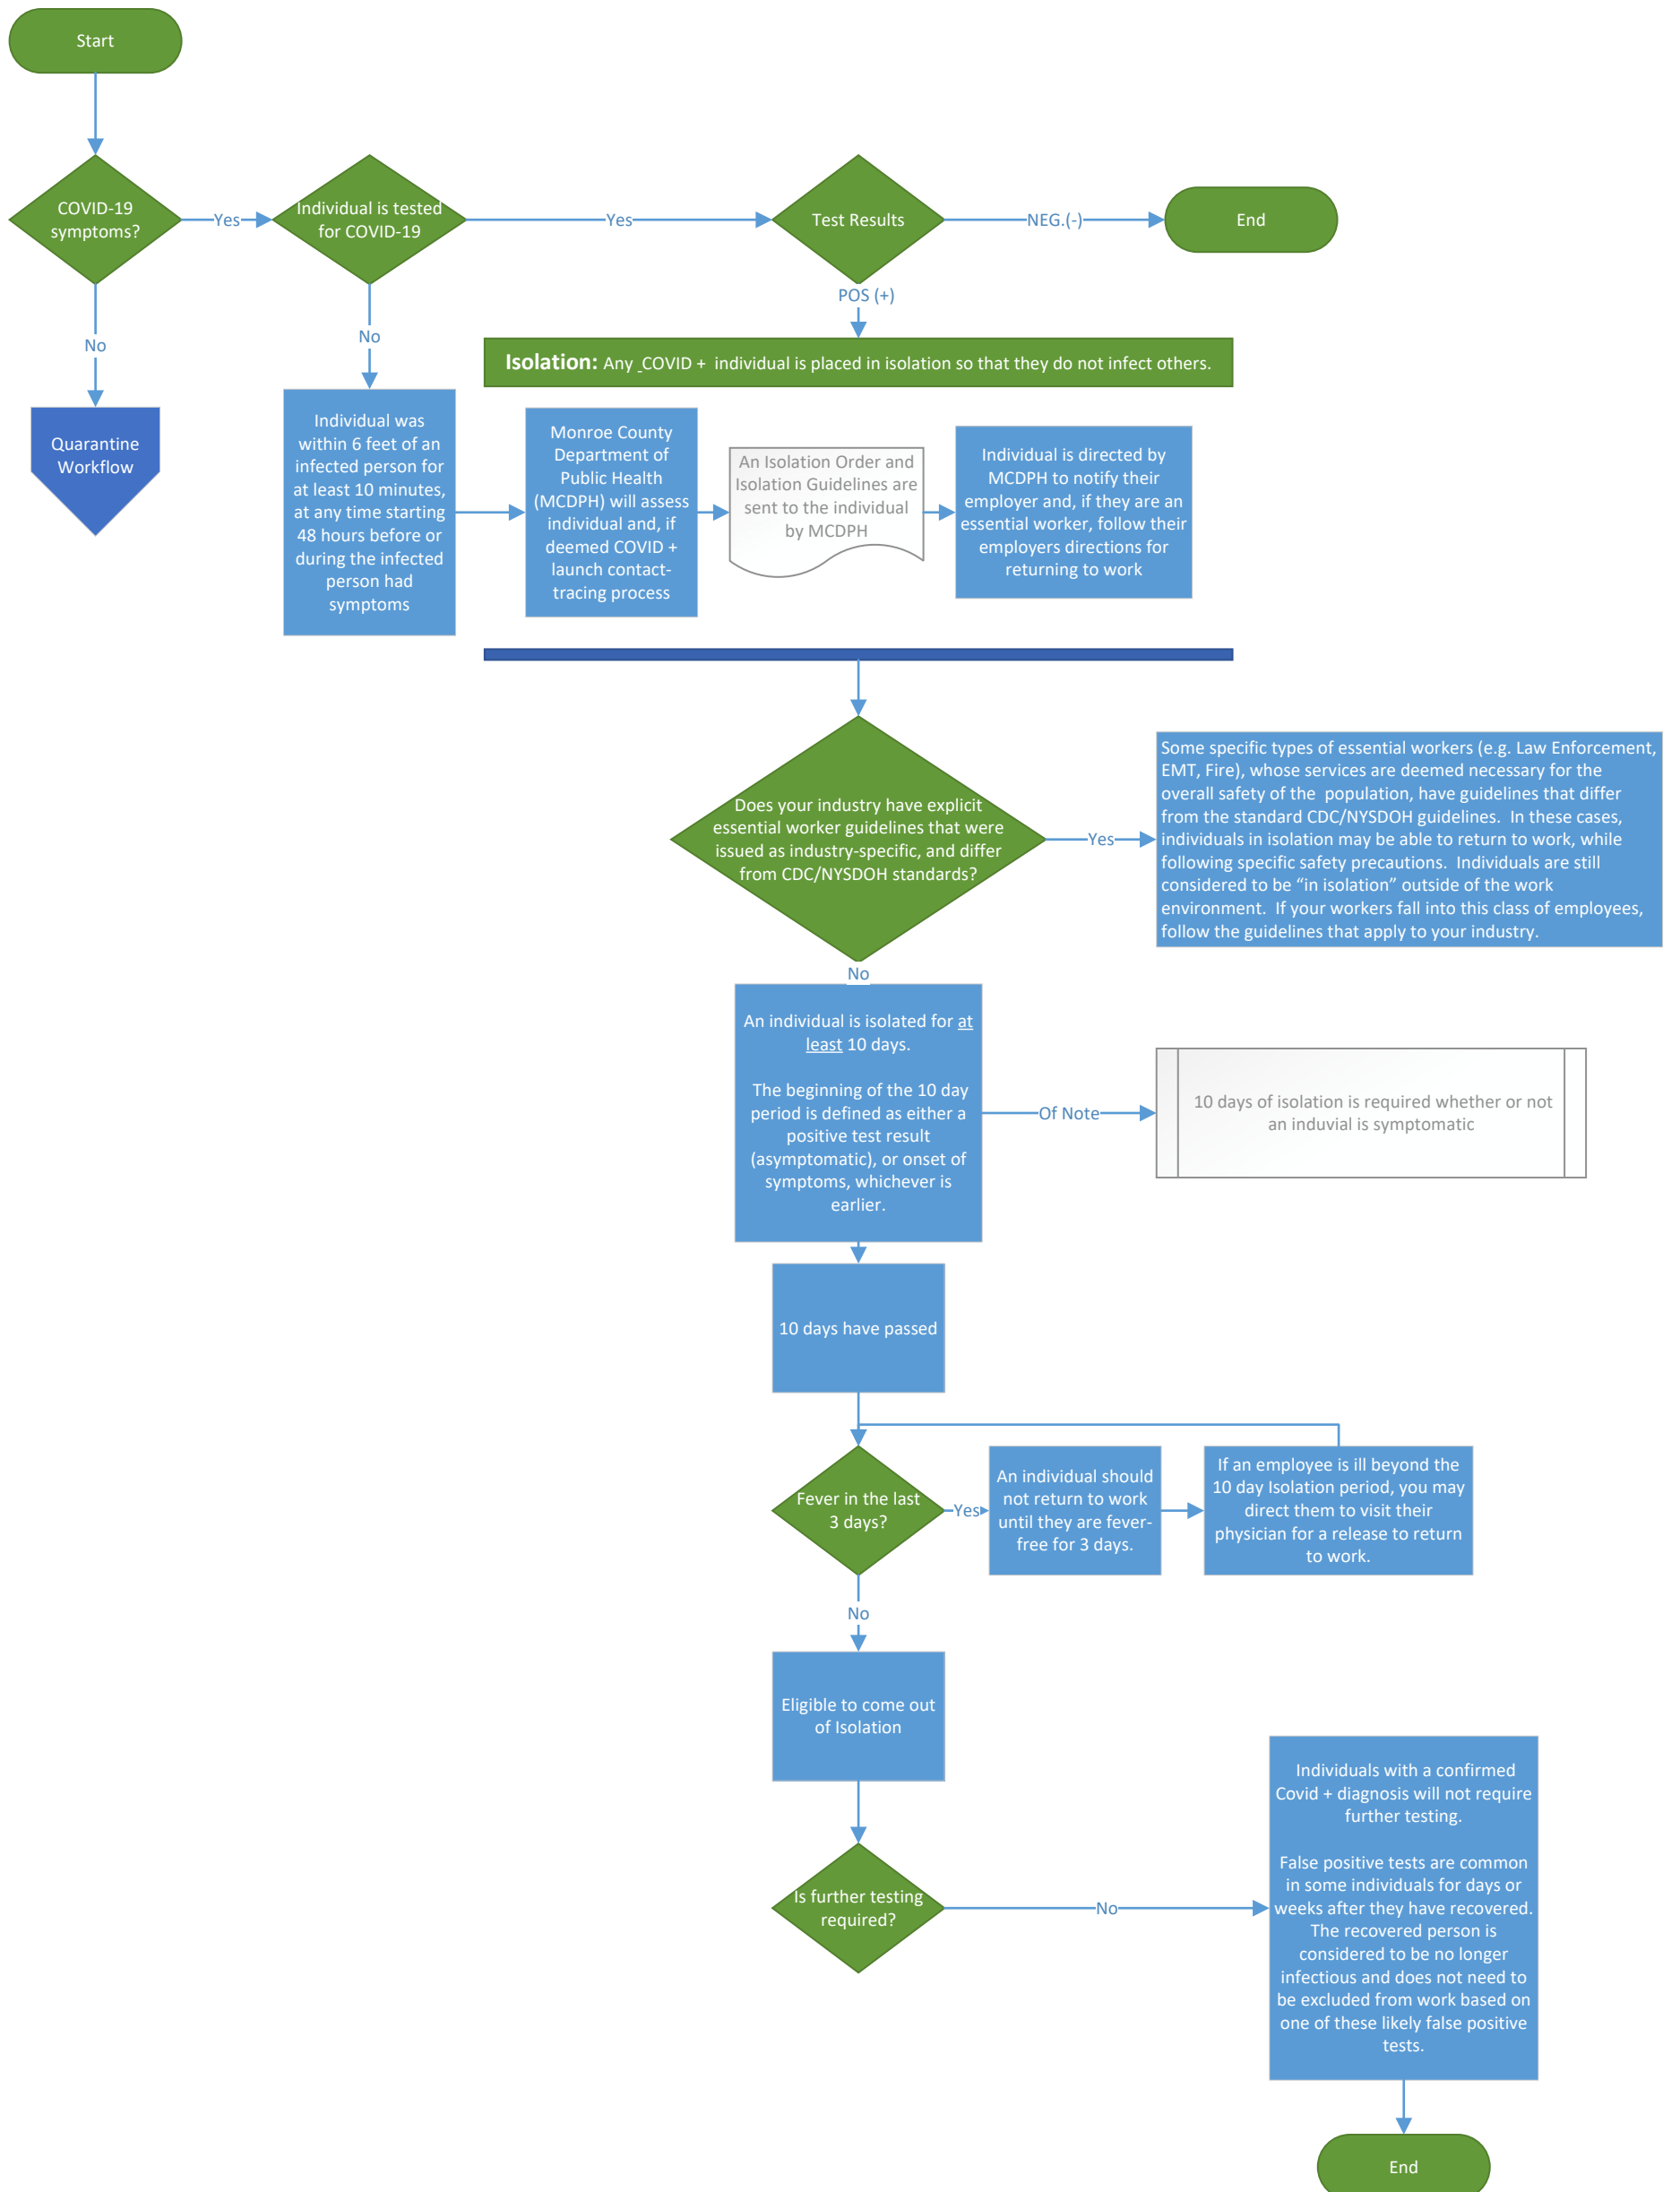 Start
COVID-19
symptoms?
Yes
Individual is tested
for COVID-19
Yes
Test Results
NEG.(-)
End
No
No
POS (+)
Isolation: Any COVID + individual is placed in isolation so that they do not infect others.
Quarantine
Workflow
Individual was
within 6 feet of an
infected person for
at least 10 minutes,
at any time starting
48 hours before or
during the infected
person had
symptoms
Monroe County
Department of
Public Health
(MCDPH) will assess
individual and, if
deemed COVID +
launch contact-
tracing process
An Isolation Order and
Isolation Guidelines are
sent to the individual
by MCDPH
Individual is directed by
MCDPH to notify their
employer and, if they are an
essential worker, follow their
employers directions for
returning to work
Does your industry have explicit
essential worker guidelines that were
issued as industry-specific, and differ
from CDC/NYSDOH standards?
Yes
Some specific types of essential workers (e.g. Law Enforcement,
EMT, Fire), whose services are deemed necessary for the
overall safety of the population, have guidelines that differ
from the standard CDC/NYSDOH guidelines. In these cases,
individuals in isolation may be able to return to work, while
following specific safety precautions. Individuals are still
considered to be “in isolation” outside of the work
environment. If your workers fall into this class of employees,
follow the guidelines that apply to your industry.
No
An individual is isolated for at
least 10 days.
The beginning of the 10 day
period is defined as either a
positive test result
(asymptomatic), or onset of
symptoms, whichever is
earlier.
Of Note
10 days of isolation is required whether or not
an induvial is symptomatic
10 days have passed
Fever in the last
3 days?
Yes
An individual should
not return to work
until they are fever-
free for 3 days.
If an employee is ill beyond the
10 day Isolation period, you may
direct them to visit their
physician for a release to return
to work.
No
Eligible to come out
of Isolation
Is further testing
required?
No
Individuals with a confirmed
Covid + diagnosis will not require
further testing.
False positive tests are common
in some individuals for days or
weeks after they have recovered.
The recovered person is
considered to be no longer
infectious and does not need to
be excluded from work based on
one of these likely false positive
tests.
End